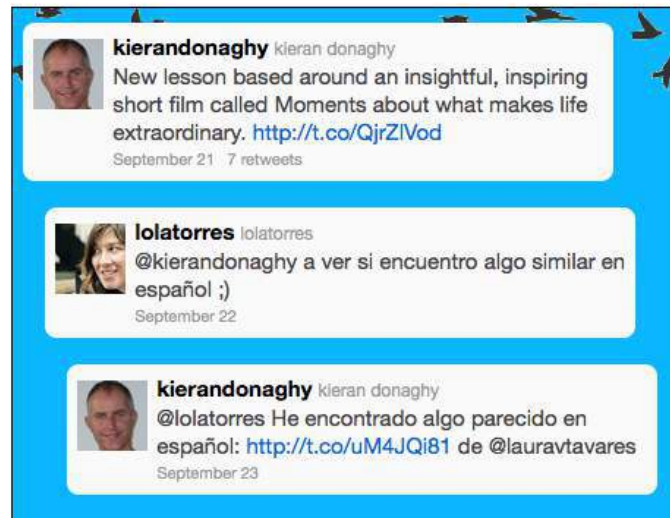 kierandonaghy kieran donaghy
New lesson based around an insightful, inspiring
short film called Moments about what makes life
extraordinary. http://t.co/QjrZlVod
September 21 7 retweets
lolatorres lolatorres
@kierandonaghy a ver si encuentro algo similar en
español ;)
September 22
kierandonaghy kieran donaghy
@lolatorres He encontrado algo parecido en
español: http://t.co/uM4JQi81 de @lauravtavares
September 23